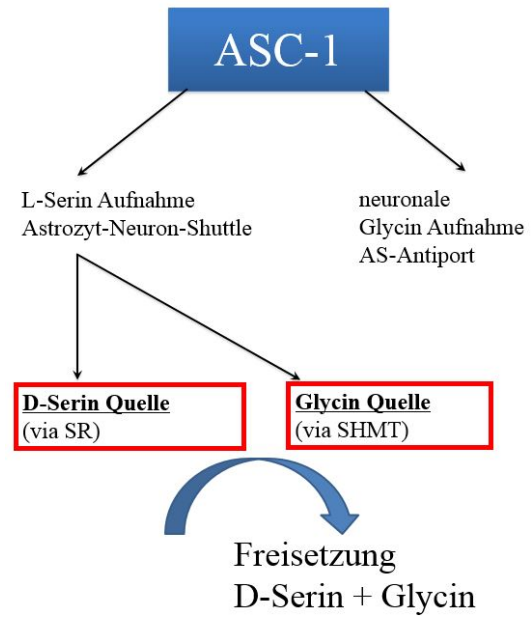 ASC-1
L-Serin Aufnahme
Astrozyt-Neuron-Shuttle
neuronale
Glycin Aufnahme
AS-Antiport
D-Serin Quelle
(via SR)
Glycin Quelle
(via SHMT)
Freisetzung
D-Serin + Glycin